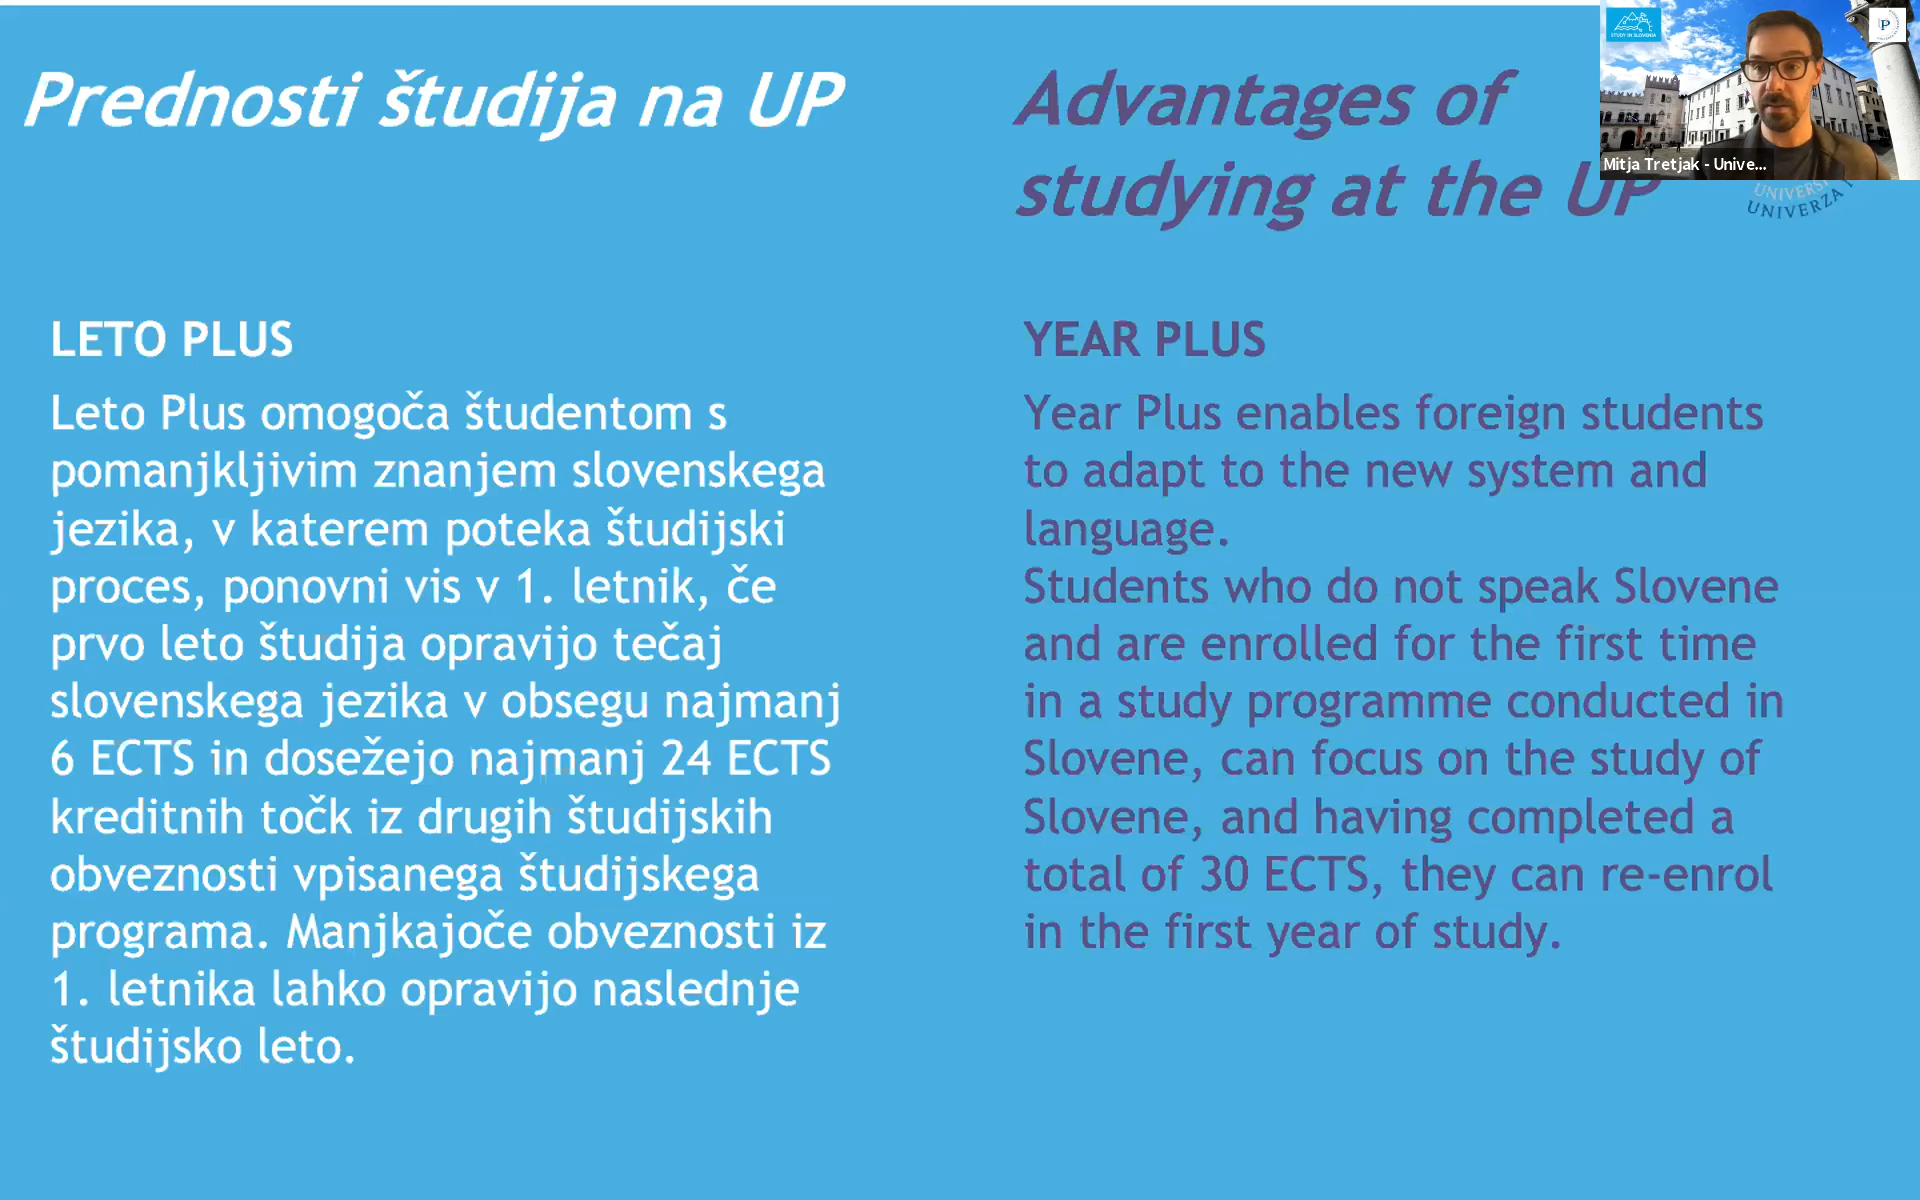 Prednosti študija na UP
LETO PLUS
Leto Plus omogoča študentom s
pomanjkljivim znanjem slovenskega
jezika, v katerem poteka študijski
proces, ponovni vis v 1. letnik, če
prvo leto študija opravijo tečaj
slovenskega jezika v obsegu najmanj
6 ECTS in dosežejo najmanj 24 ECTS
kreditnih točk iz drugih študijskih
obveznosti vpisanega študijskega
programa. Manjkajoče obveznosti iz
1. letnika lahko opravijo naslednje
študijsko leto.
Advantages of
studying at the UP
YEAR PLUS
Year Plus enables foreign students
to adapt to the new system and
language.
Students who do not speak Slovene
and are enrolled for the first time
in a study programme conducted in
Slovene, can focus on the study of
Slovene, and having completed a
total of 30 ECTS, they can re-enrol
in the first year of study.
STUDY IN SLOVENIA
P
Mitja Tretjak - Unive...
UNIVERZA